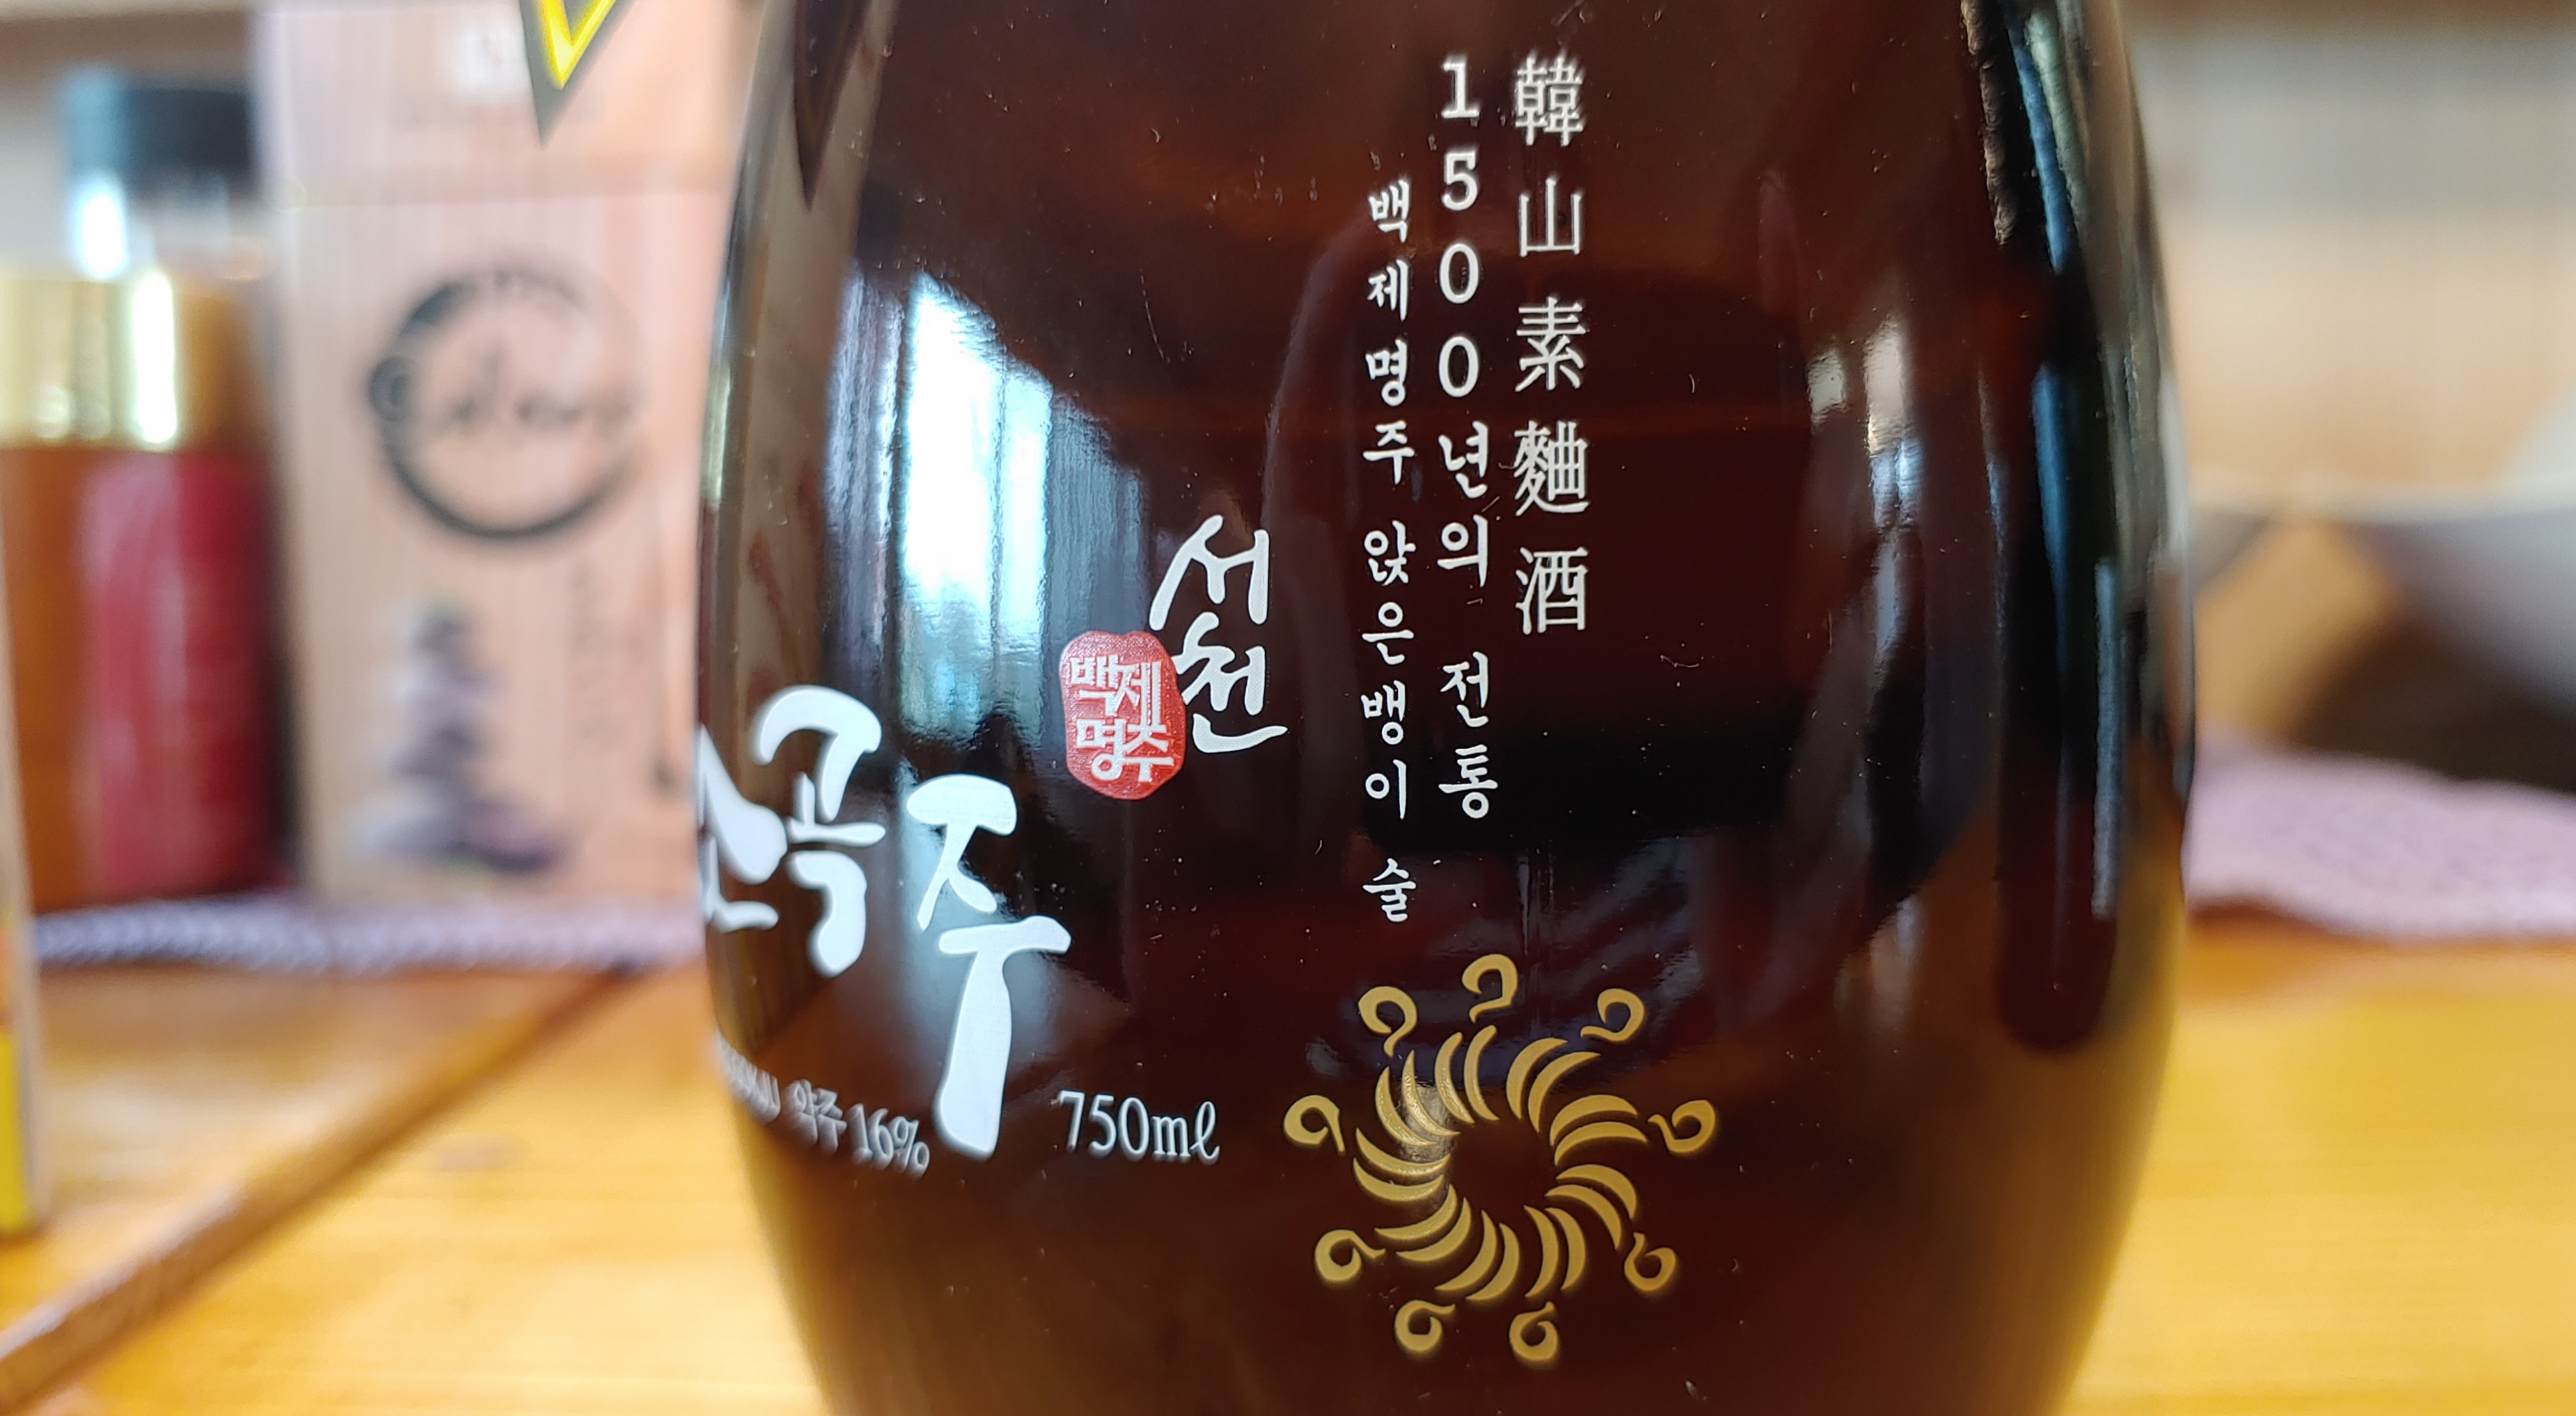 韓山素麯酒
1500년의 전통
백제명주 앉은뱅이 술
서천
백제
명주
곡주
약주 16%
750mℓ